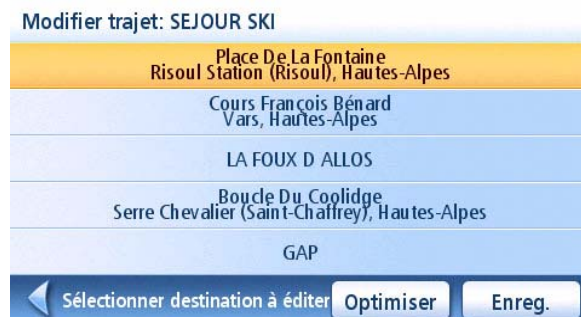 Modifier trajet: SEJOUR SKI
Place De La Fontaine
Risoul Station (Risoul), Hautes-Alpes
Cours François Bénard
Vars, Hautes-Alpes
LA FOUX D ALLOS
Boucle Du Coolidge
Serre Chevalier (Saint-Chaffrey), Hautes-Alpes
GAP
Sélectionner destination à éditer Optimiser Enreg.